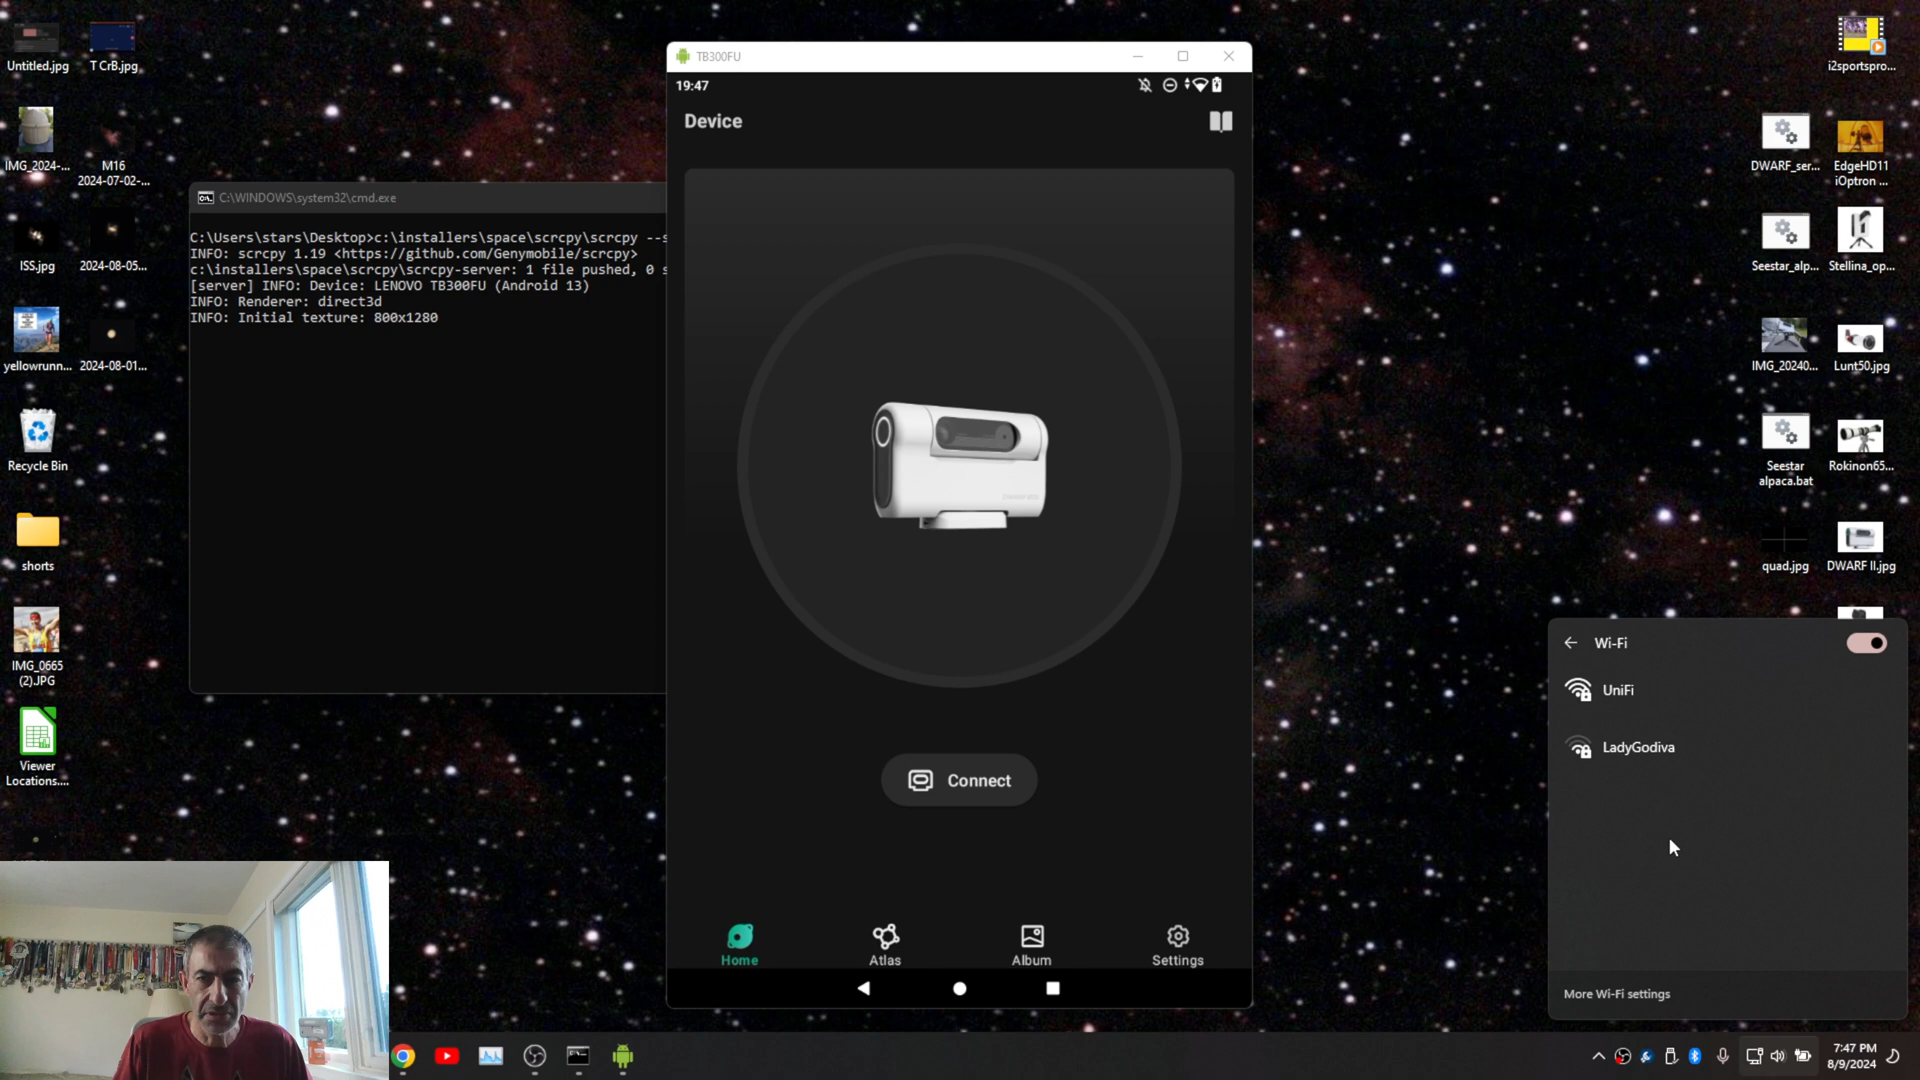 Untitled.jpg
T CrB.jpg
IMG_2024-...
M16
2024-07-02-...
ISS.jpg
2024-08-05...
yellowrunn...
2024-08-01...
Recycle Bin
shorts
IMG_0665
(2).JPG
Viewer
Locations....
C:\WINDOWS\system32\cmd.exe
C:\Users\stars\Desktop>c:\installers\space\scrcpy\scrcpy --s
INFO: scrcpy 1.19 <https://github.com/Genymobile/scrcpy>
c:\installers\space\scrcpy\scrcpy-server: 1 file pushed, 0 s
[server] INFO: Device: LENOVO TB300FU (Android 13)
INFO: Renderer: direct3d
INFO: Initial texture: 800x1280
TB300FU
19:47
Device
Connect
Home
Atlas
Album
Settings
i2sportspro...
DWARF_ser...
EdgeHD11
iOptron ...
Seestar_alp...
Stellina_op...
IMG_20240...
Lunt50.jpg
Seestar
alpaca.bat
Rokinon65...
quad.jpg
DWARF II.jpg
Wi-Fi
UniFi
LadyGodiva
More Wi-Fi settings
7:47 PM
8/9/2024